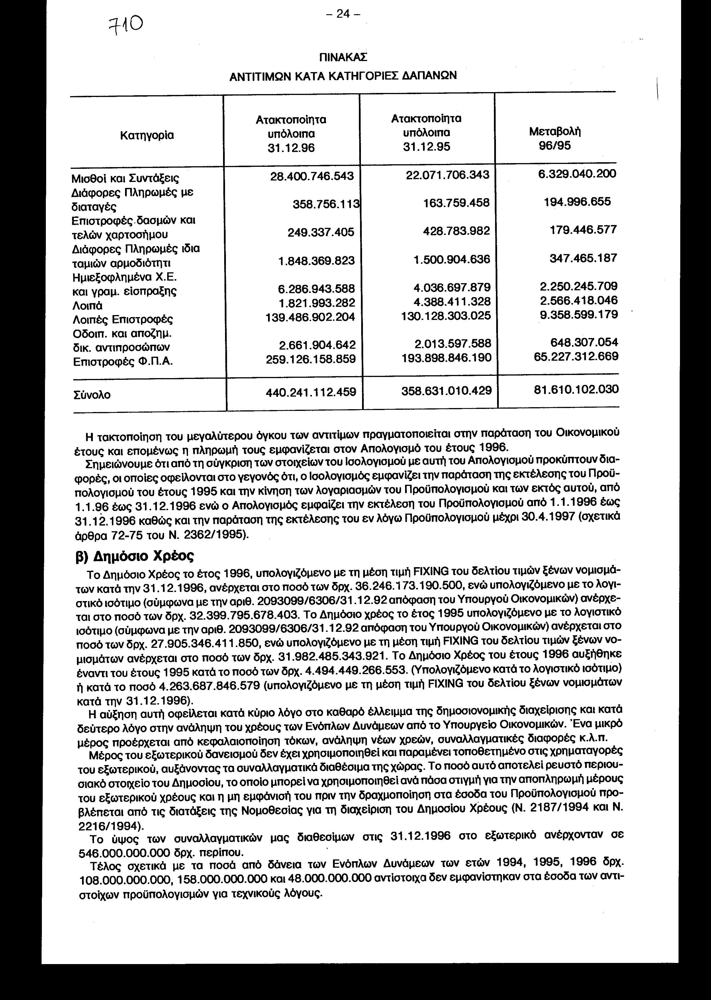 710
- 24 -
ΠΙΝΑΚΑΣ
ΑΝΤΙΤΙΜΩΝ ΚΑΤΑ ΚΑΤΗΓΟΡΙΕΣ ΔΑΠΑΝΩΝ
Κατηγορία Ατακτοποίητα υπόλοιπα 31.12.96 Ατακτοποίητα υπόλοιπα 31.12.95 Μεταβολή 96/95
Μισθοί και Συντάξεις 28.400.746.543 22.071.706.343 6.329.040.200
Διάφορες Πληρωμές με
διαταγές 358.756.113 163.759.458 194.996.655
Επιστροφές δασμών και
τελών χαρτοσήμου 249.337.405 428.783.982 179.446.577
Διάφορες Πληρωμές ιδια
ταμιών αρμοδιότητι 1.848.369.823 1.500.904.636 347.465.187
Ημιεξοφλημένα Χ.Ε.
και γραμ. είσπραξης 6.286.943.588 4.036.697.879 2.250.245.709
Λοιπά 1.821.993.282 4.388.411.328 2.566.418.046
Λοιπές Επιστροφές 139.486.902.204 130.128.303.025 9.358.599.179
Οδοιπ. και αποζημ.
δικ. αντιπροσώπων 2.661.904.642 2.013.597.588 648.307.054
Επιστροφές Φ.Π.Α. 259.126.158.859 193.898.846.190 65.227.312.669
Σύνολο 440.241.112.459 358.631.010.429 81.610.102.030
Η τακτοποίηση του μεγαλύτερου όγκου των αντιτίμων πραγματοποιείται στην παράταση του Οικονομικού
έτους και επομένως η πληρωμή τους εμφανίζεται στον Απολογισμό του έτους 1996.
Σημειώνουμε ότι από τη σύγκριση των στοιχείων του Ισολογισμού με αυτή του Απολογισμού προκύπτουν δια-
φορές, οι οποίες οφείλονται στο γεγονός ότι, ο Ισολογισμός εμφανίζει την παράταση της εκτέλεσης του Προϋ-
πολογισμού του έτους 1995 και την κίνηση των λογαριασμών του Προϋπολογισμού και των εκτός αυτού, από
1.1.96 έως 31.12.1996 ενώ ο Απολογισμός εμφαίζει την εκτέλεση του Προϋπολογισμού από 1.1.1996 έως
31.12.1996 καθώς και την παράταση της εκτέλεσης του εν λόγω Προϋπολογισμού μέχρι 30.4.1997 (σχετικά
άρθρα 72-75 του Ν. 2362/1995).
β) Δημόσιο Χρέος
Το Δημόσιο Χρέος το έτος 1996, υπολογιζόμενο με τη μέση τιμή FIXING του δελτίου τιμών ξένων νομισμά-
των κατά την 31.12.1996, ανέρχεται στο ποσό των δρχ. 36.246.173.190.500, ενώ υπολογιζόμενο με το λογι-
στικό ισότιμο (σύμφωνα με την αριθ. 2093099/6306/31.12.92 απόφαση του Υπουργού Οικονομικών) ανέρχε-
ται στο ποσό των δρχ. 32.399.795.678.403. Το Δημόσιο χρέος το έτος 1995 υπολογιζόμενο με το λογιστικό
ισότιμο (σύμφωνα με την αριθ. 2093099/6306/31.12.92 απόφαση του Υπουργού Οικονομικών) ανέρχεται στο
ποσό των δρχ. 27.905.346.411.850, ενώ υπολογιζόμενο με τη μέση τιμή FIXING του δελτίου τιμών ξένων νο-
μισμάτων ανέρχεται στο ποσό των δρχ. 31.982.485.343.921. Το Δημόσιο Χρέος του έτους 1996 αυξήθηκε
έναντι του έτους 1995 κατά το ποσό των δρχ. 4.494.449.266.553. (Υπολογιζόμενο κατά το λογιστικό ισότιμο)
ή κατά το ποσό 4.263.687.846.579 (υπολογιζόμενο με τη μέση τιμή FIXING του δελτίου ξένων νομισμάτων
κατά την 31.12.1996).
Η αύξηση αυτή οφείλεται κατά κύριο λόγο στο καθαρό έλλειμμα της δημοσιονομικής διαχείρισης και κατά
δεύτερο λόγο στην ανάληψη του χρέους των Ενόπλων Δυνάμεων από το Υπουργείο Οικονομικών. Ένα μικρό
μέρος προέρχεται από κεφαλαιοποίηση τόκων, ανάληψη νέων χρεών, συναλλαγματικές διαφορές κ.λ.π.
Μέρος του εξωτερικού δανεισμού δεν έχει χρησιμοποιηθεί και παραμένει τοποθετημένο στις χρηματαγορές
του εξωτερικού, αυξάνοντας τα συναλλαγματικά διαθέσιμα της χώρας. Το ποσό αυτό αποτελεί ρευστό περιου-
σιακό στοιχείο του Δημοσίου, το οποίο μπορεί να χρησιμοποιηθεί ανά πάσα στιγμή για την αποπληρωμή μέρους
του εξωτερικού χρέους και η μη εμφάνισή του πριν την δραχμοποίηση στα έσοδα του Προϋπολογισμού προ-
βλέπεται από τις διατάξεις της Νομοθεσίας για τη διαχείριση του Δημοσίου Χρέους (Ν. 2187/1994 και Ν.
2216/1994).
Το ύψος των συναλλαγματικών μας διαθεσίμων στις 31.12.1996 στο εξωτερικό ανέρχονταν σε
546.000.000.000 δρχ. περίπου.
Τέλος σχετικά με τα ποσά από δάνεια των Ενόπλων Δυνάμεων των ετών 1994, 1995, 1996 δρχ.
108.000.000.000, 158.000.000.000 και 48.000.000.000 αντίστοιχα δεν εμφανίστηκαν στα έσοδα των αντι-
στοίχων προϋπολογισμών για τεχνικούς λόγους.